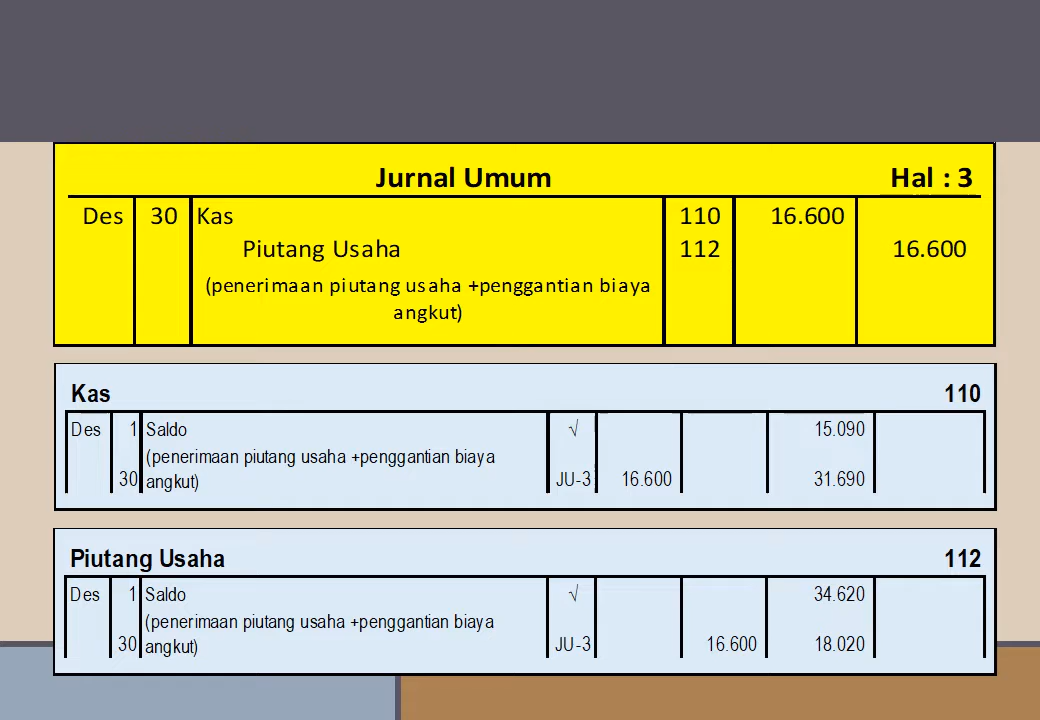 Jurnal Umum Hal : 3
Des 30 Kas 110 16.600
Piutang Usaha 112 16.600
(penerimaan piutang usaha +penggantian biaya
angkut)
Kas 110
Des 1 Saldo √ 15.090
(penerimaan piutang usaha +penggantian biaya
30 angkut) JU-3 16.600 31.690
Piutang Usaha 112
Des 1 Saldo √ 34.620
(penerimaan piutang usaha +penggantian biaya
30 angkut) JU-3 16.600 18.020